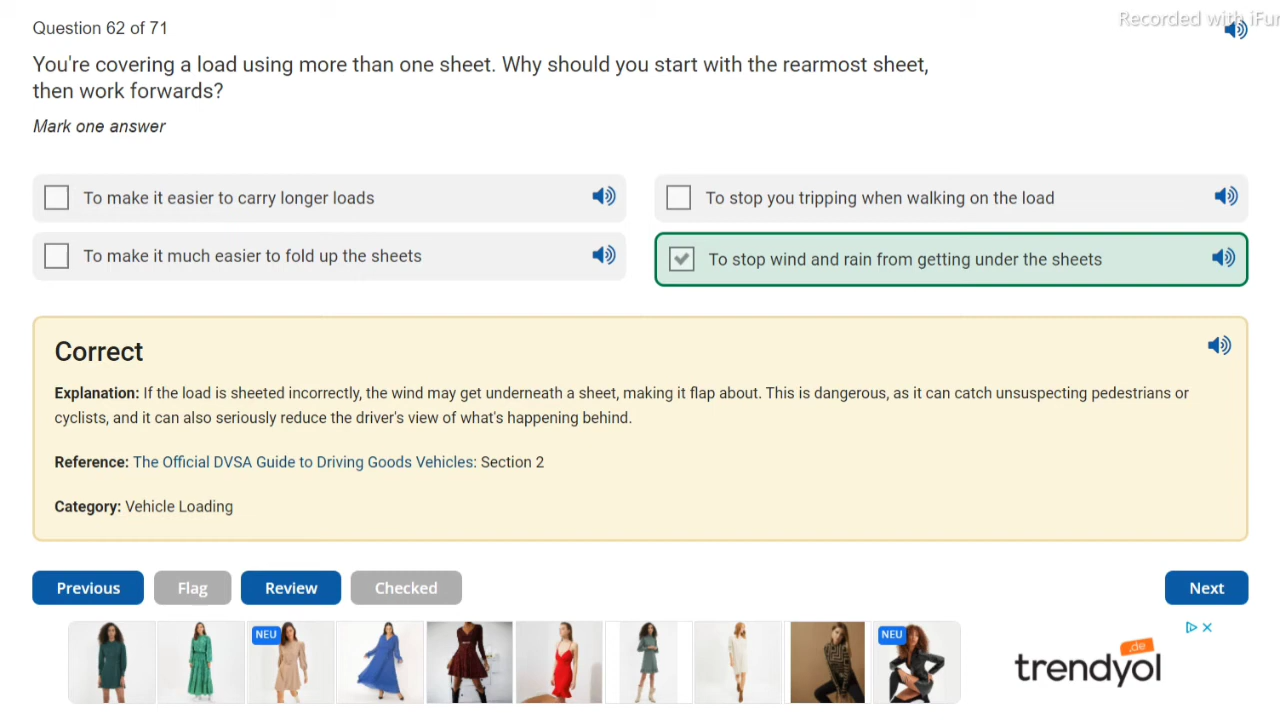 Question 62 of 71
Recorded with iFun
You're covering a load using more than one sheet. Why should you start with the rearmost sheet,
then work forwards?
Mark one answer
To make it easier to carry longer loads
To stop you tripping when walking on the load
To make it much easier to fold up the sheets
To stop wind and rain from getting under the sheets
Correct
Explanation: If the load is sheeted incorrectly, the wind may get underneath a sheet, making it flap about. This is dangerous, as it can catch unsuspecting pedestrians or
cyclists, and it can also seriously reduce the driver's view of what's happening behind.
Reference: The Official DVSA Guide to Driving Goods Vehicles: Section 2
Category: Vehicle Loading
Previous
Flag
Review
Checked
Next
NEU
NEU
trendyol
.de